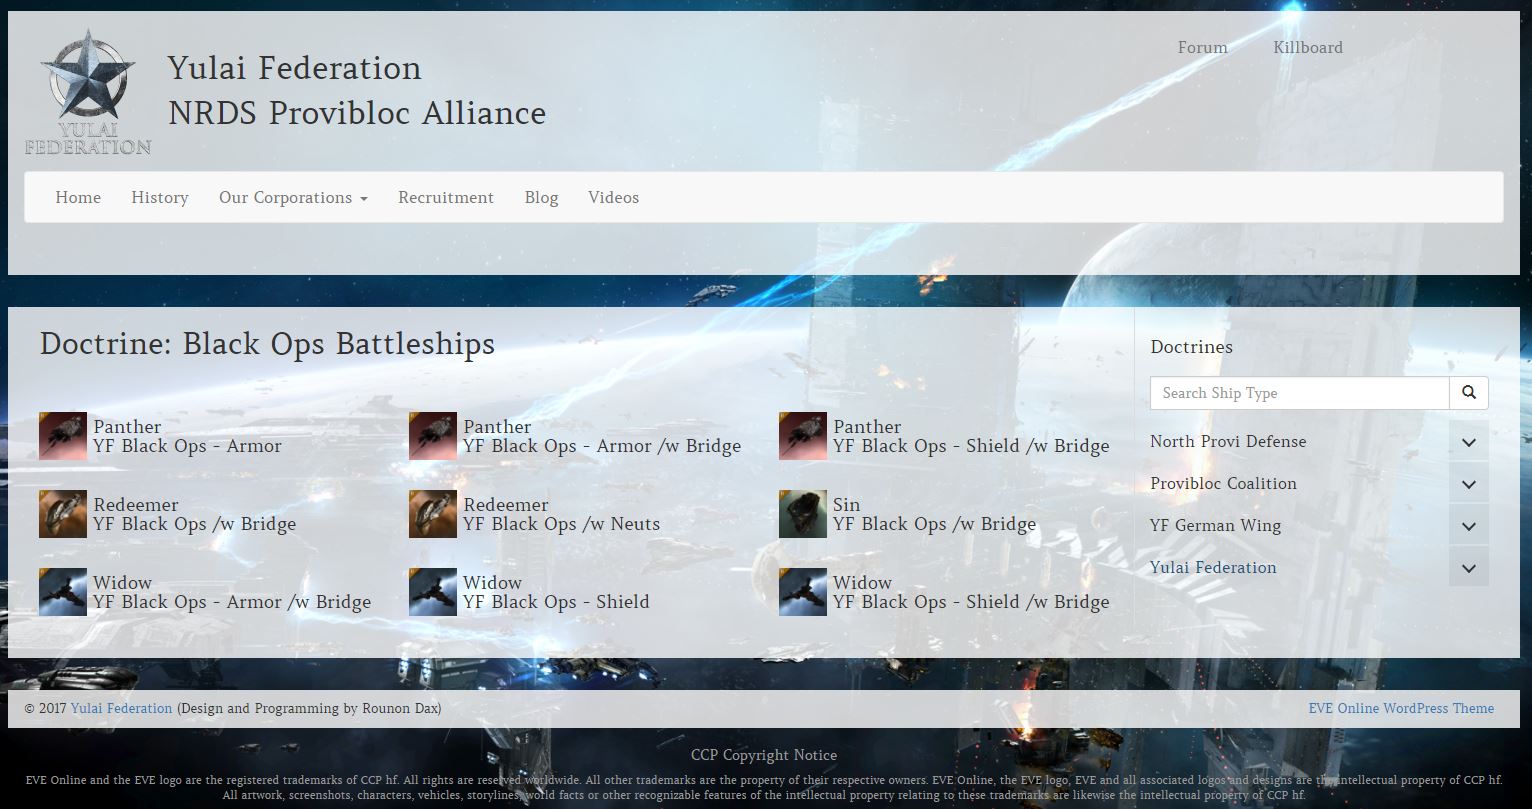 YULAI
FEDERATION
Yulai Federation
NRDS Provibloc Alliance
Forum
Killboard
Home
History
Our Corporations
Recruitment
Blog
Videos
Doctrine: Black Ops Battleships
Panther
YF Black Ops - Armor
Panther
YF Black Ops - Armor /w Bridge
Panther
YF Black Ops - Shield /w Bridge
Redeemer
YF Black Ops /w Bridge
Redeemer
YF Black Ops /w Neuts
Sin
YF Black Ops /w Bridge
Widow
YF Black Ops - Armor /w Bridge
Widow
YF Black Ops - Shield
Widow
YF Black Ops - Shield /w Bridge
Doctrines
Search Ship Type
North Provi Defense
Provibloc Coalition
YF German Wing
Yulai Federation
© 2017 Yulai Federation (Design and Programming by Rounon Dax)
EVE Online WordPress Theme
CCP Copyright Notice
EVE Online and the EVE logo are the registered trademarks of CCP hf. All rights are reserved worldwide. All other trademarks are the property of their respective owners. EVE Online, the EVE logo, EVE and all associated logos and designs are the intellectual property of CCP hf.
All artwork, screenshots, characters, vehicles, storylines, world facts or other recognizable features of the intellectual property relating to these trademarks are likewise the intellectual property of CCP hf.